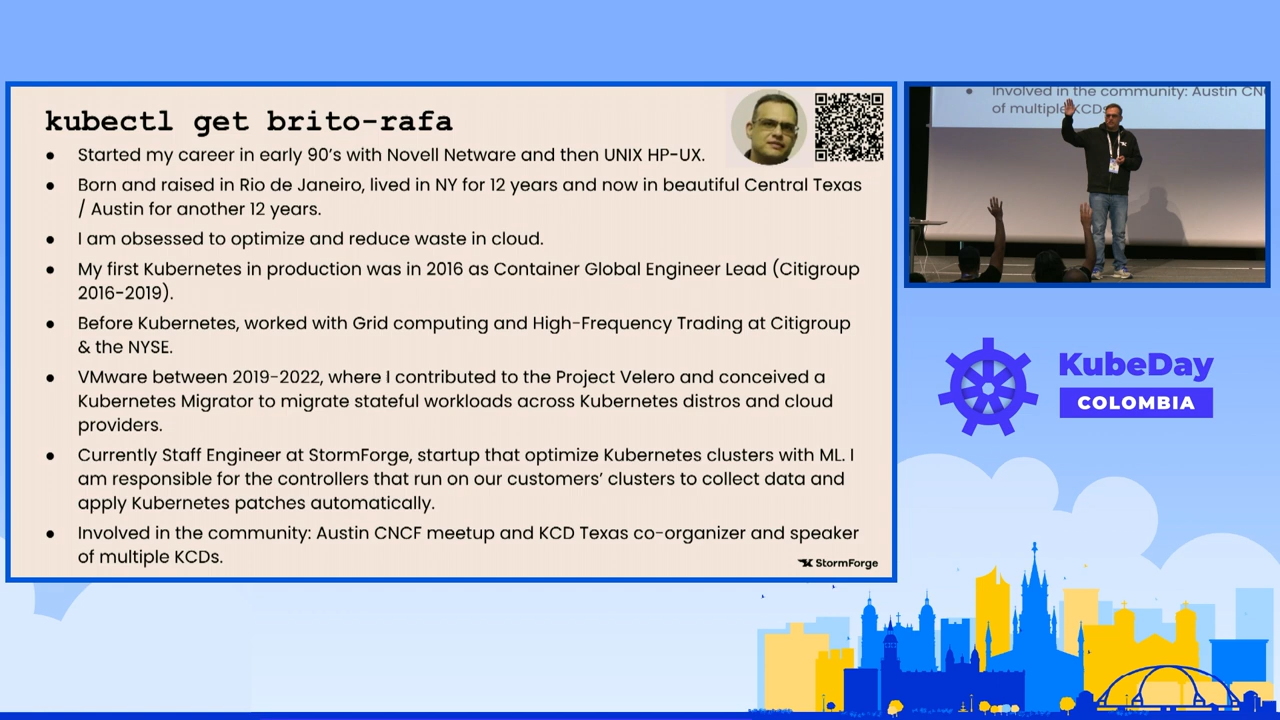 kubectl get brito-rafa
● Started my career in early 90's with Novell Netware and then UNIX HP-UX.
● Born and raised in Rio de Janeiro, lived in NY for 12 years and now in beautiful Central Texas
/ Austin for another 12 years.
● I am obsessed to optimize and reduce waste in cloud.
● My first Kubernetes in production was in 2016 as Container Global Engineer Lead (Citigroup
2016-2019).
● Before Kubernetes, worked with Grid computing and High-Frequency Trading at Citigroup
& the NYSE.
● VMware between 2019-2022, where I contributed to the Project Velero and conceived a
Kubernetes Migrator to migrate stateful workloads across Kubernetes distros and cloud
providers.
● Currently Staff Engineer at StormForge, startup that optimize Kubernetes clusters with ML. I
am responsible for the controllers that run on our customers' clusters to collect data and
apply Kubernetes patches automatically.
● Involved in the community: Austin CNCF meetup and KCD Texas co-organizer and speaker
of multiple KCDs.
StormForge
● Involved in the community: Austin CNC
of multiple KCDs
KubeDay
COLOMBIA